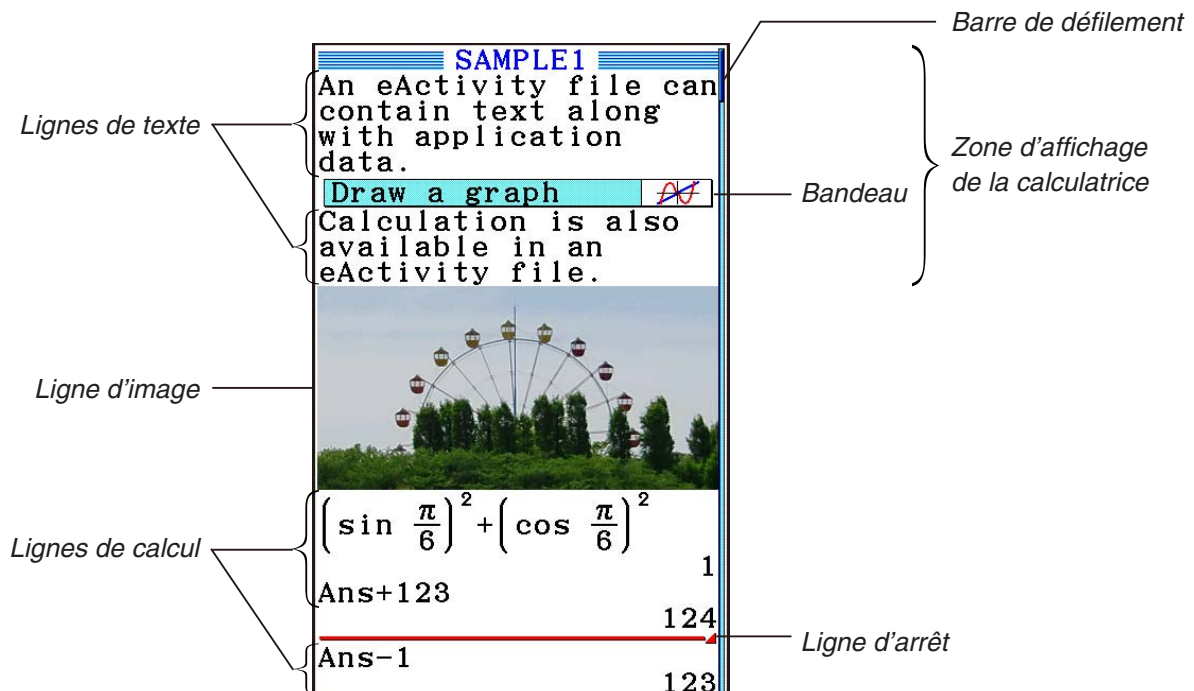 Barre de défilement
SAMPLE1
An eActivity file can
contain text along
with application
data.
Lignes de texte
Zone d'affichage
de la calculatrice
Draw a graph
Bandeau
Calculation is also
available in an
eActivity file.
Ligne d'image
(sin π/6)²+(cos π/6)²
1
Lignes de calcul
Ans+123
124
Ligne d'arrêt
Ans−1
123